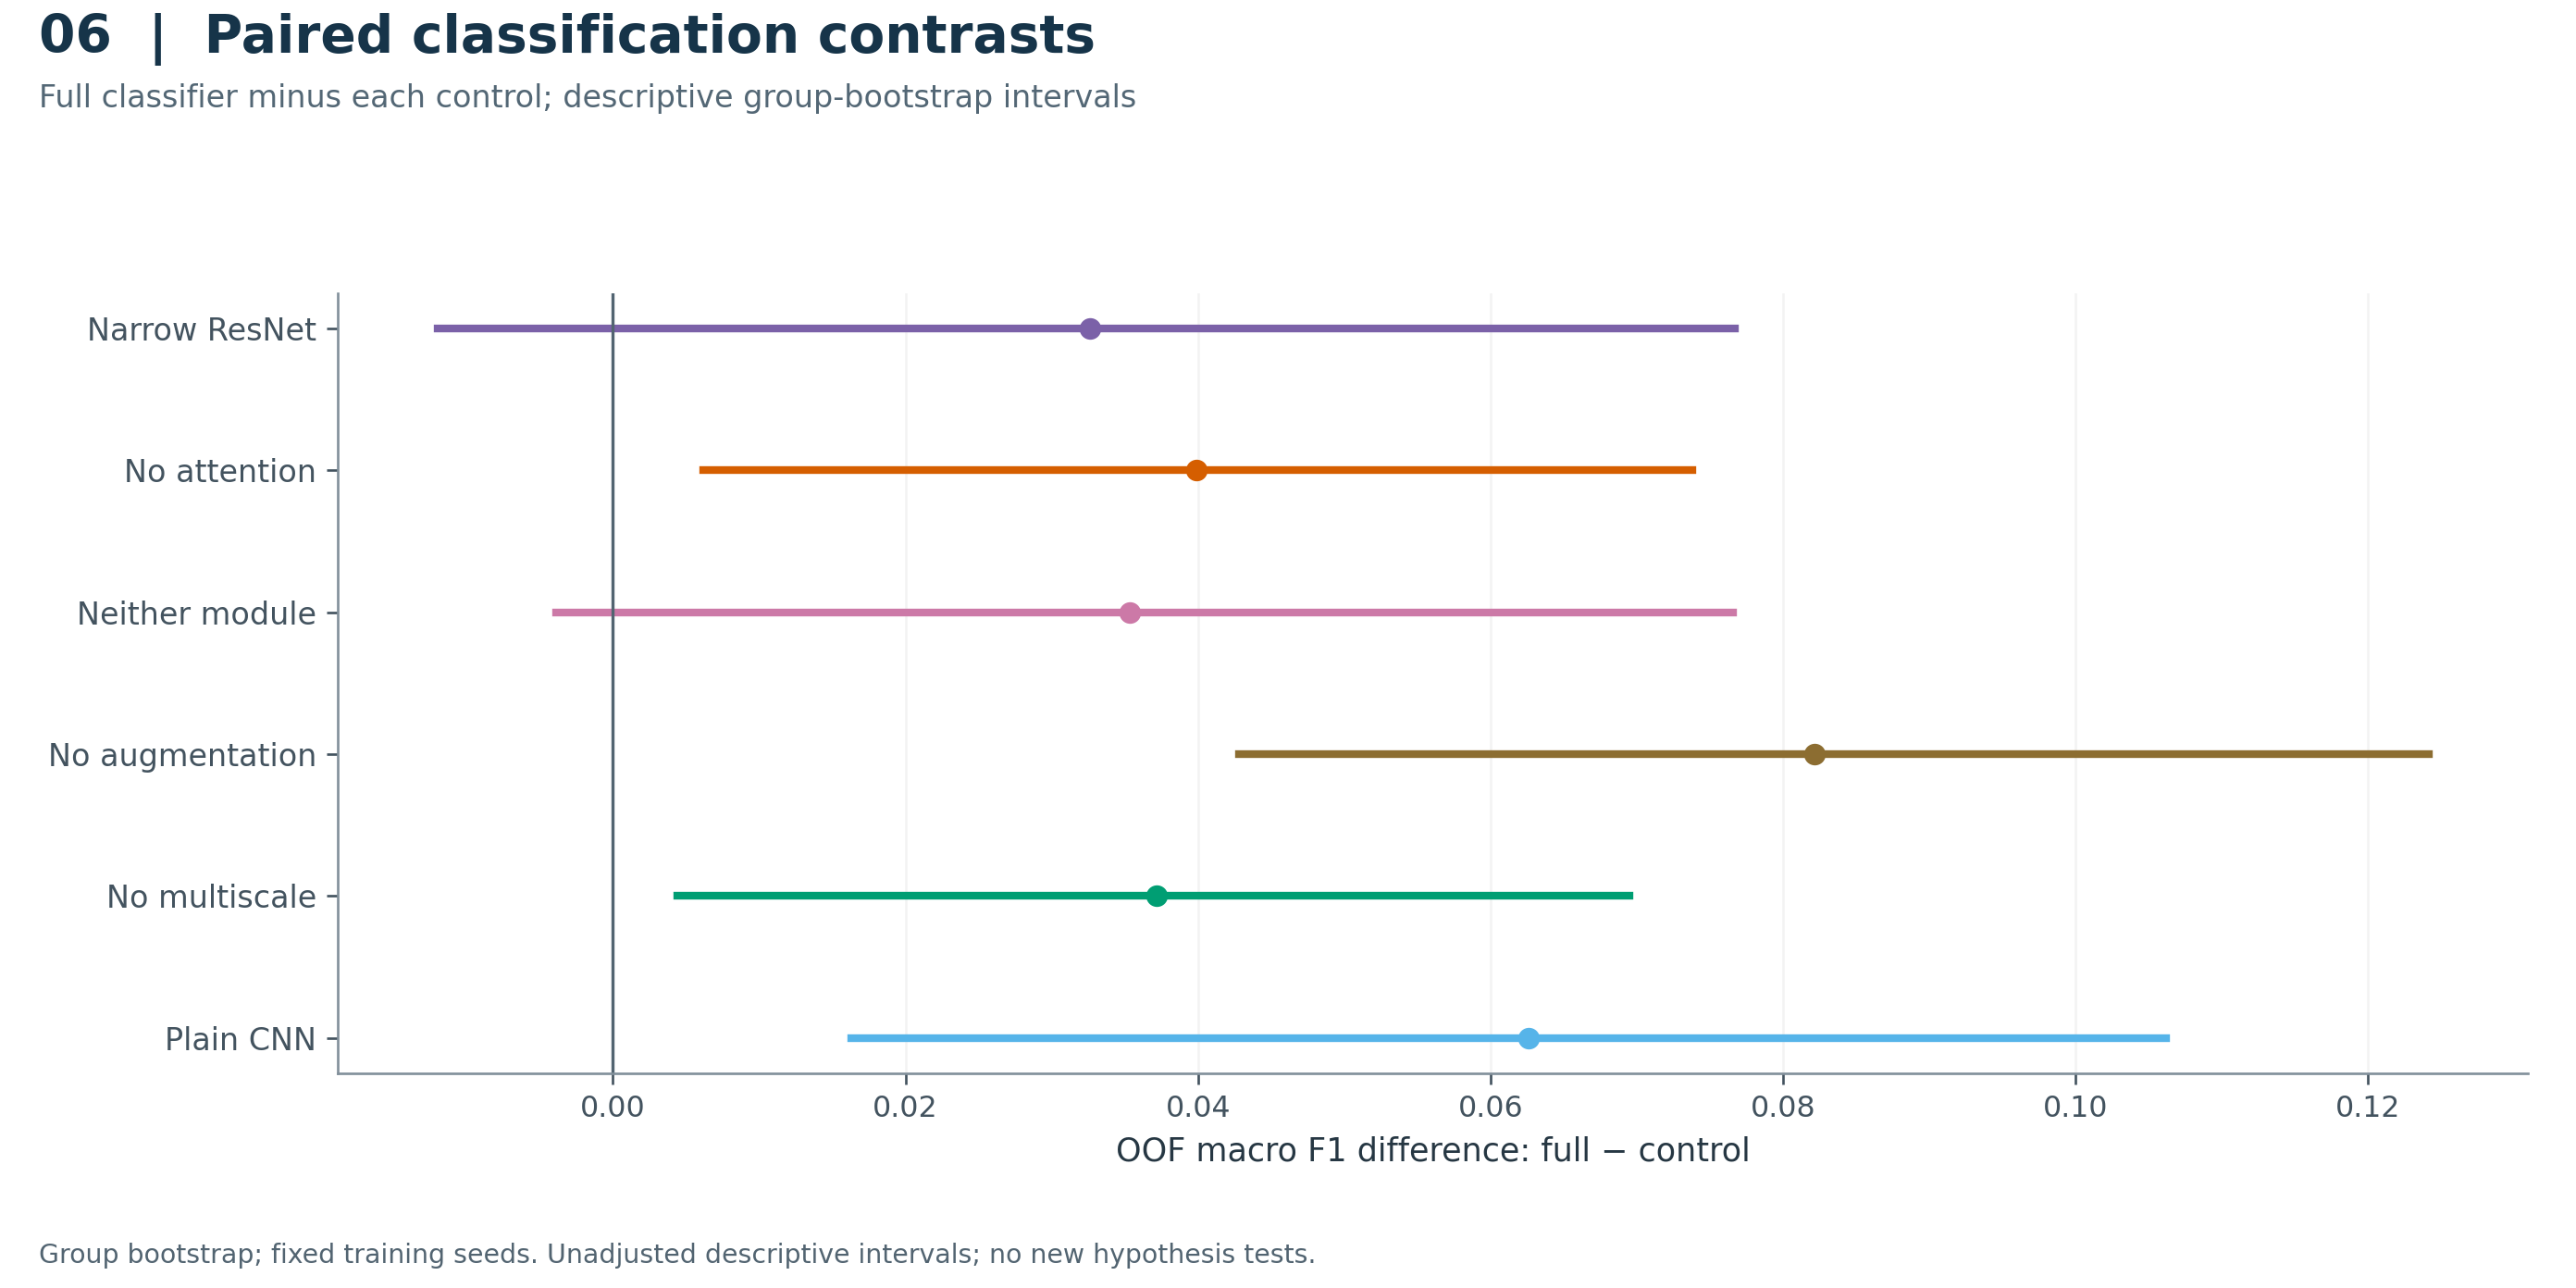 06 | Paired classification contrasts
Full classifier minus each control; descriptive group-bootstrap intervals
Narrow ResNet
No attention
Neither module
No augmentation
No multiscale
Plain CNN
0.00 0.02 0.04 0.06 0.08 0.10 0.12
OOF macro F1 difference: full − control
Group bootstrap; fixed training seeds. Unadjusted descriptive intervals; no new hypothesis tests.